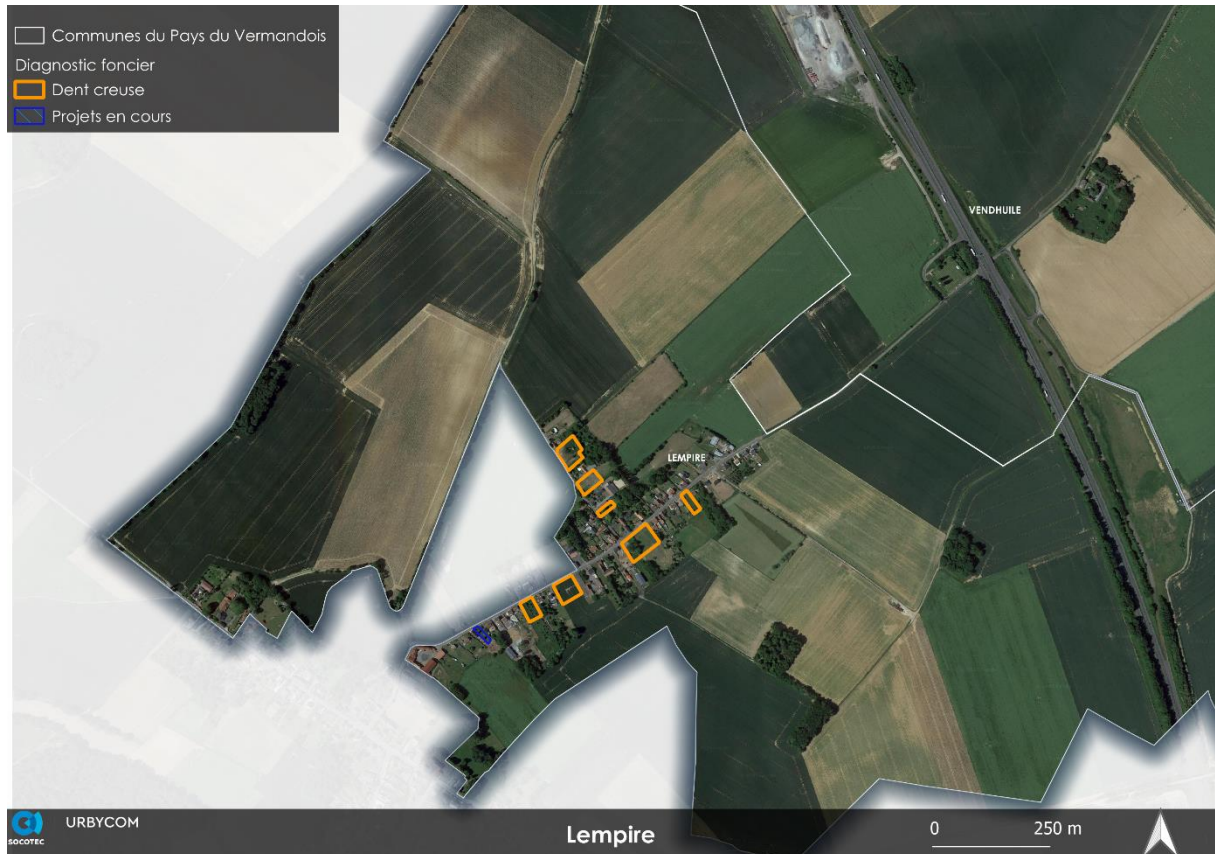 Communes du Pays du Vermandois
Diagnostic foncier
Dent creuse
Projets en cours
VENDHUILE
LEMPIRE
SOCOTEC
URBYCOM
Lempire
0 250 m